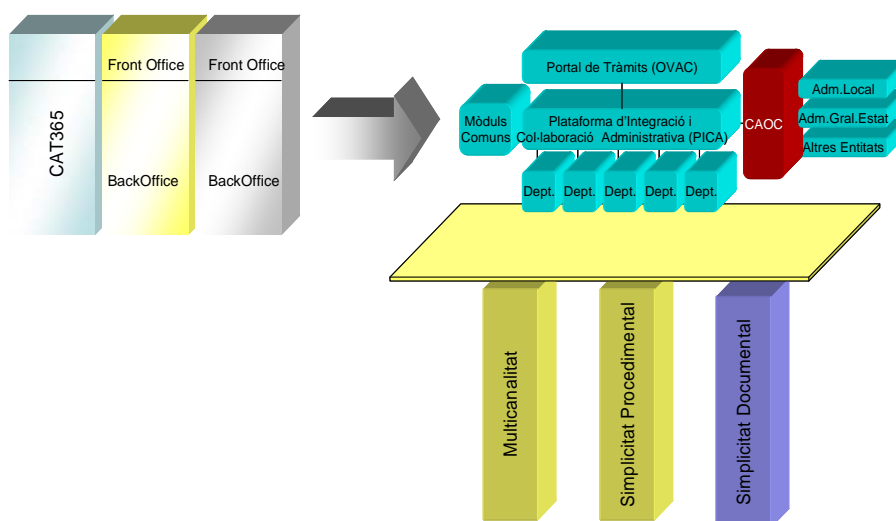 CAT365
Front Office
BackOffice
Front Office
BackOffice
Portal de Tràmits (OVAC)
Mòduls
Comuns
Plataforma d'Integració i
Col·laboració Administrativa (PICA)
CAOC
Adm.Local
Adm.Gral.Estat
Altres Entitats
Dept.
Dept.
Dept.
Dept.
Dept.
Multicanalitat
Simplicitat Procedimental
Simplicitat Documental